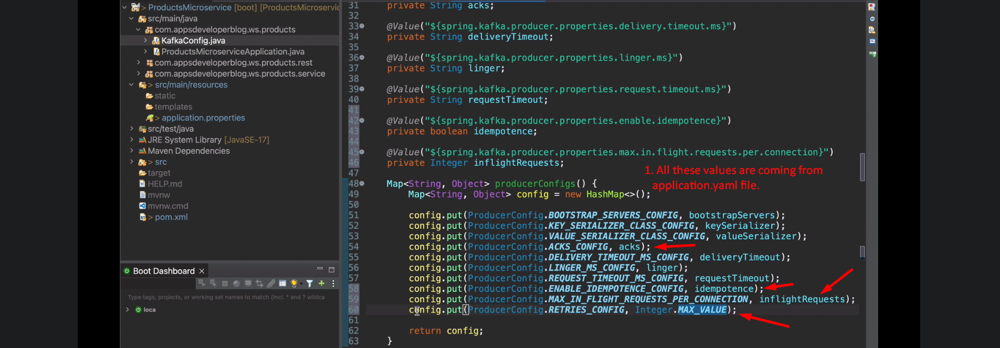 ProductsMicroservice [boot] [ProductsMicroservic
src/main/java
com.appsdeveloperblog.ws.products
KafkaConfig.java
ProductsMicroserviceApplication.java
com.appsdeveloperblog.ws.products.rest
com.appsdeveloperblog.ws.products.service
src/main/resources
static
templates
application.properties
src/test/java
JRE System Library [JavaSE-17]
Maven Dependencies
src
target
HELP.md
mvnw
mvnw.cmd
pom.xml
Boot Dashboard
Type tags, projects, or working set names to match (incl. * and ? wildca
loca
31 private String acks;
32
33 @Value("${spring.kafka.producer.properties.delivery.timeout.ms}")
34 private String deliveryTimeout;
35
36 @Value("${spring.kafka.producer.properties.linger.ms}")
37 private String linger;
38
39 @Value("${spring.kafka.producer.properties.request.timeout.ms}")
40 private String requestTimeout;
41
42 @Value("${spring.kafka.producer.properties.enable.idempotence}")
43 private boolean idempotence;
44
45 @Value("${spring.kafka.producer.properties.max.in.flight.requests.per.connection}")
46 private Integer inflightRequests;
47
1. All these values are coming from
application.yaml file.
48 Map<String, Object> producerConfigs() {
49 Map<String, Object> config = new HashMap<>();
50
51 config.put(ProducerConfig.BOOTSTRAP_SERVERS_CONFIG, bootstrapServers);
52 config.put(ProducerConfig.KEY_SERIALIZER_CLASS_CONFIG, keySerializer);
53 config.put(ProducerConfig.VALUE_SERIALIZER_CLASS_CONFIG, valueSerializer);
54 config.put(ProducerConfig.ACKS_CONFIG, acks);
55 config.put(ProducerConfig.DELIVERY_TIMEOUT_MS_CONFIG, deliveryTimeout);
56 config.put(ProducerConfig.LINGER_MS_CONFIG, linger);
57 config.put(ProducerConfig.REQUEST_TIMEOUT_MS_CONFIG, requestTimeout);
58 config.put(ProducerConfig.ENABLE_IDEMPOTENCE_CONFIG, idempotence);
59 config.put(ProducerConfig.MAX_IN_FLIGHT_REQUESTS_PER_CONNECTION, inflightRequests);
60 config.put(ProducerConfig.RETRIES_CONFIG, Integer.MAX_VALUE);
61
62 return config;
63 }